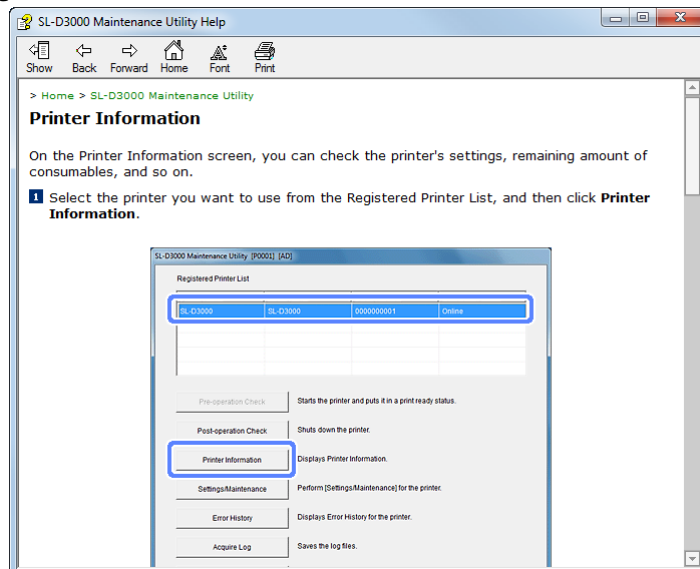 SL-D3000 Maintenance Utility Help
Show Back Forward Home Font Print
> Home > SL-D3000 Maintenance Utility
Printer Information
On the Printer Information screen, you can check the printer's settings, remaining amount of
consumables, and so on.
1 Select the printer you want to use from the Registered Printer List, and then click Printer
Information.
SL-D3000 Maintenance Utility [P0001] [AD]
Registered Printer List
SL-D3000 SL-D3000 0000000001 Online
Pre-operation Check Starts the printer and puts it in a print ready status.
Post-operation Check Shuts down the printer.
Printer Information Displays Printer Information.
Settings/Maintenance Perform [Settings/Maintenance] for the printer.
Error History Displays Error History for the printer.
Acquire Log Saves the log files.